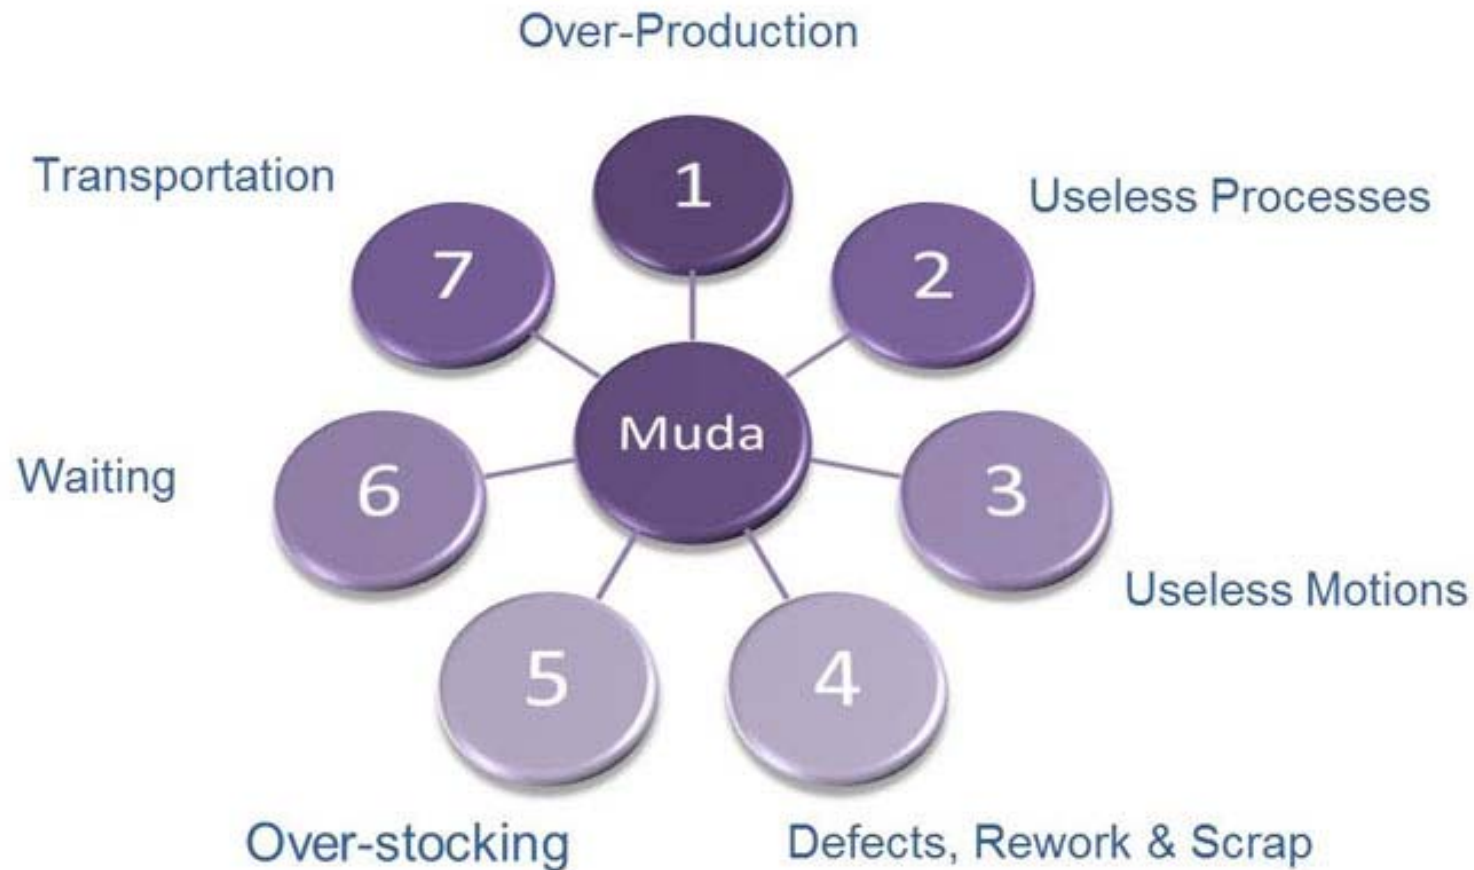 Over-Production
1
Transportation
7
Useless Processes
2
Muda
Waiting
6
3
Useless Motions
5
4
Over-stocking
Defects, Rework & Scrap